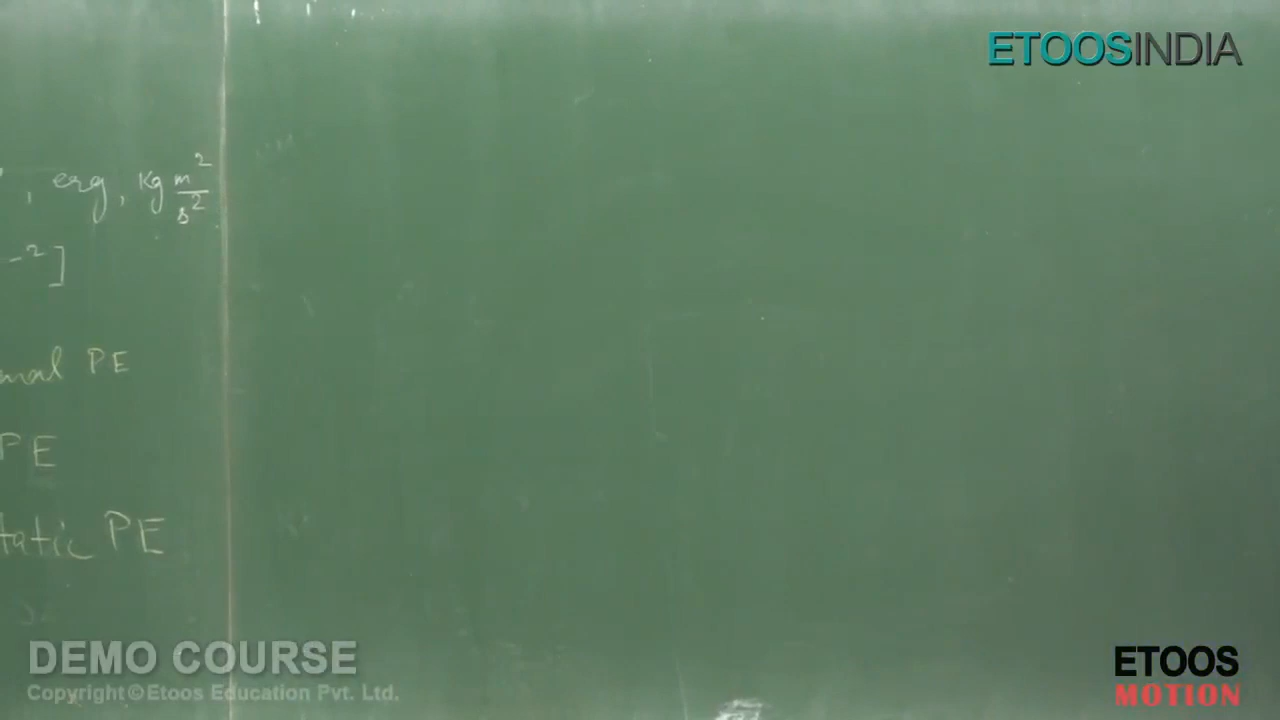 ETOOSINDIA
, erg, Kg m²/s²
-2]
PE
PE
tatic PE
DEMO COURSE
Copyright©Etoos Education Pvt. Ltd.
ETOOS
MOTION